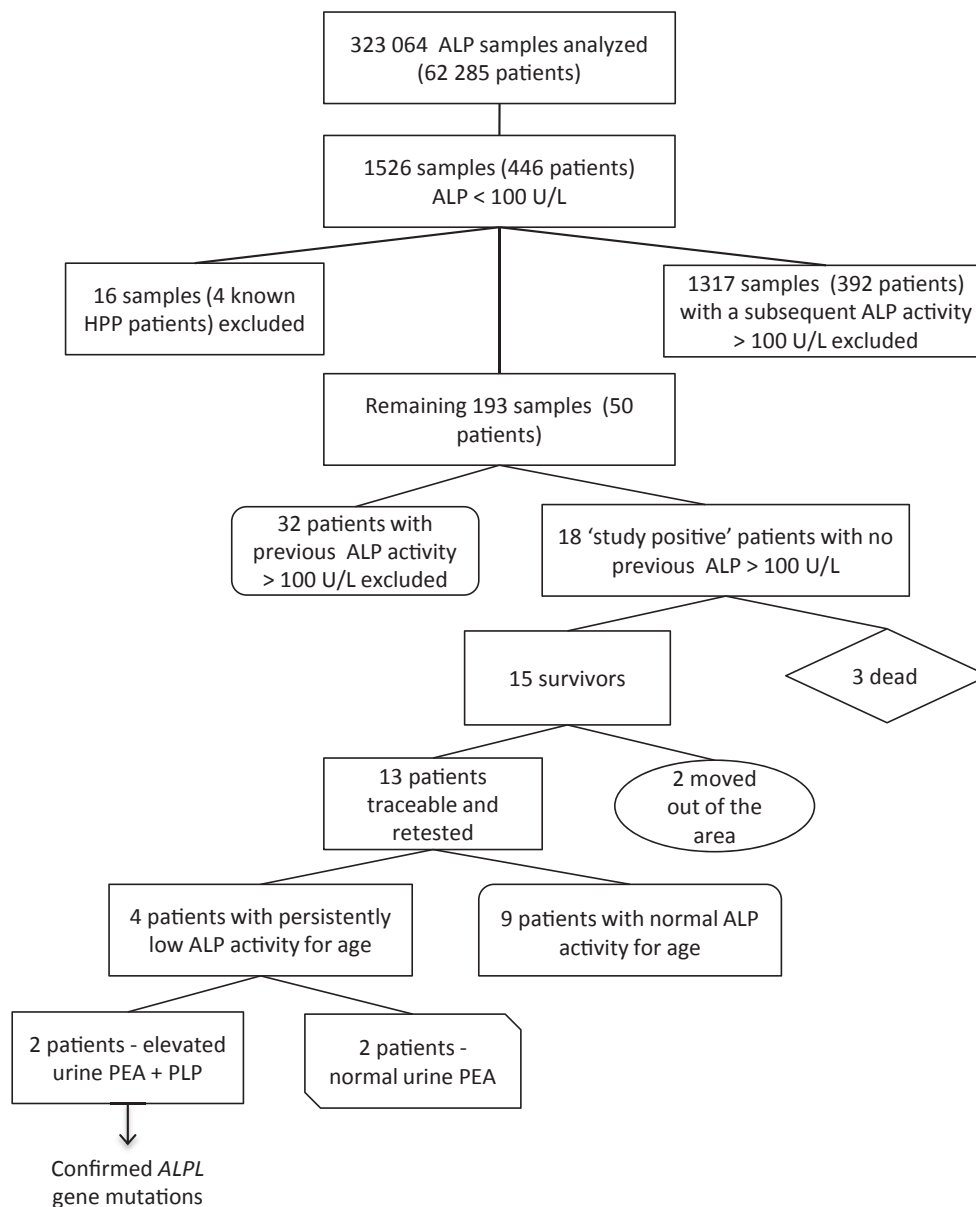 323 064 ALP samples analyzed
(62 285 patients)
1526 samples (446 patients)
ALP < 100 U/L
16 samples (4 known
HPP patients) excluded
1317 samples (392 patients)
with a subsequent ALP activity
> 100 U/L excluded
Remaining 193 samples (50
patients)
32 patients with
previous ALP activity
> 100 U/L excluded
18 ‘study positive’ patients with no
previous ALP > 100 U/L
15 survivors
3 dead
13 patients
traceable and
retested
2 moved
out of the
area
4 patients with persistently
low ALP activity for age
9 patients with normal ALP
activity for age
2 patients - elevated
urine PEA + PLP
2 patients -
normal urine PEA
Confirmed ALPL
gene mutations